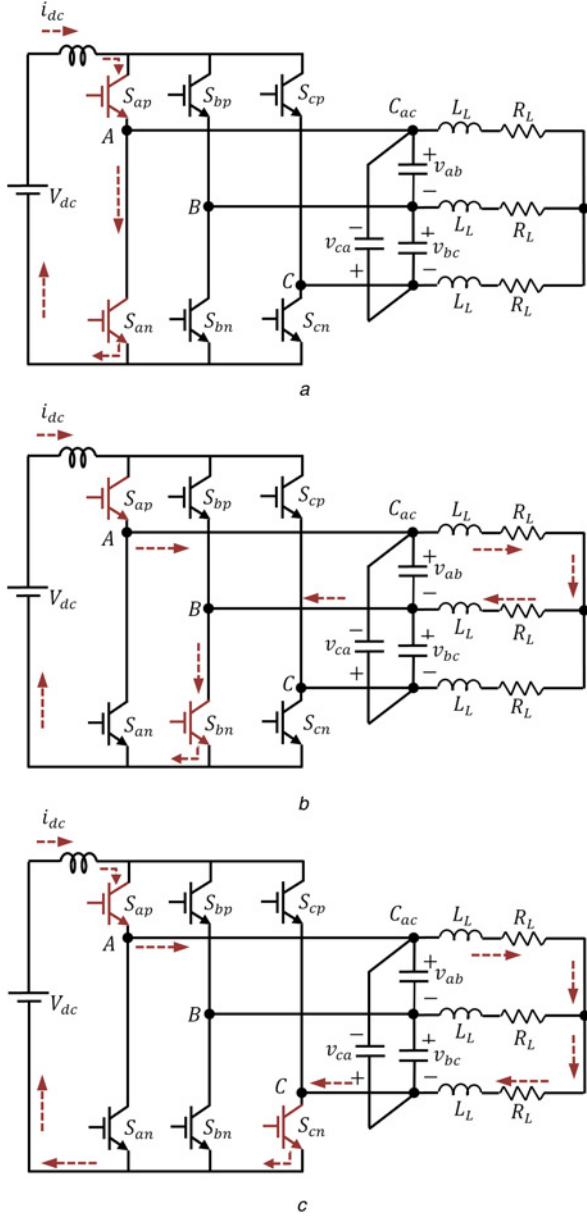 i_dc
S_ap S_bp S_cp
A C_ac L_L R_L
+ v_ab
V_dc B − − L_L R_L
v_ca + v_bc
C + − L_L R_L
S_an S_bn S_cn
a
i_dc
S_ap S_bp S_cp
A C_ac L_L R_L
+ v_ab
V_dc B − − L_L R_L
v_ca + v_bc
C + − L_L R_L
S_an S_bn S_cn
b
i_dc
S_ap S_bp S_cp
A C_ac L_L R_L
+ v_ab
V_dc B − − L_L R_L
v_ca + v_bc
C + − L_L R_L
S_an S_bn S_cn
c